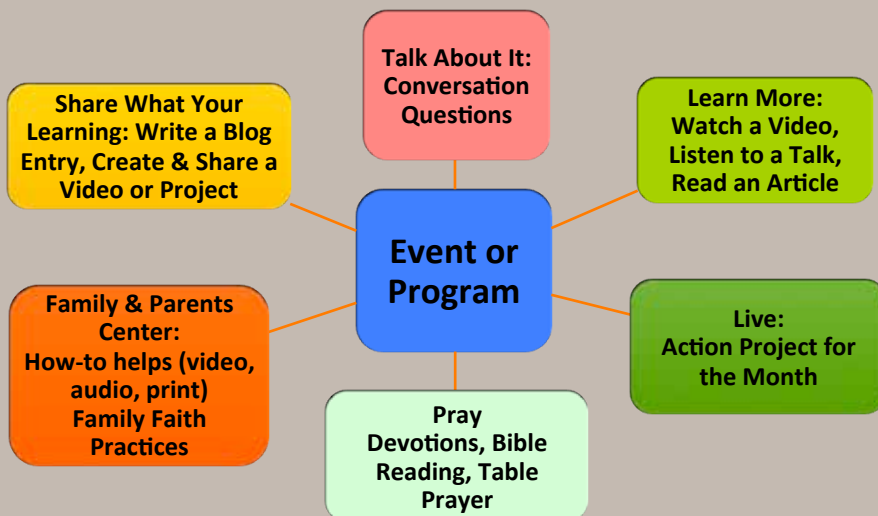 Talk About It:
Conversation
Questions
Share What Your
Learning: Write a Blog
Entry, Create & Share a
Video or Project
Learn More:
Watch a Video,
Listen to a Talk,
Read an Article
Event or
Program
Family & Parents
Center:
How-to helps (video,
audio, print)
Family Faith
Practices
Live:
Action Project for
the Month
Pray
Devotions, Bible
Reading, Table
Prayer